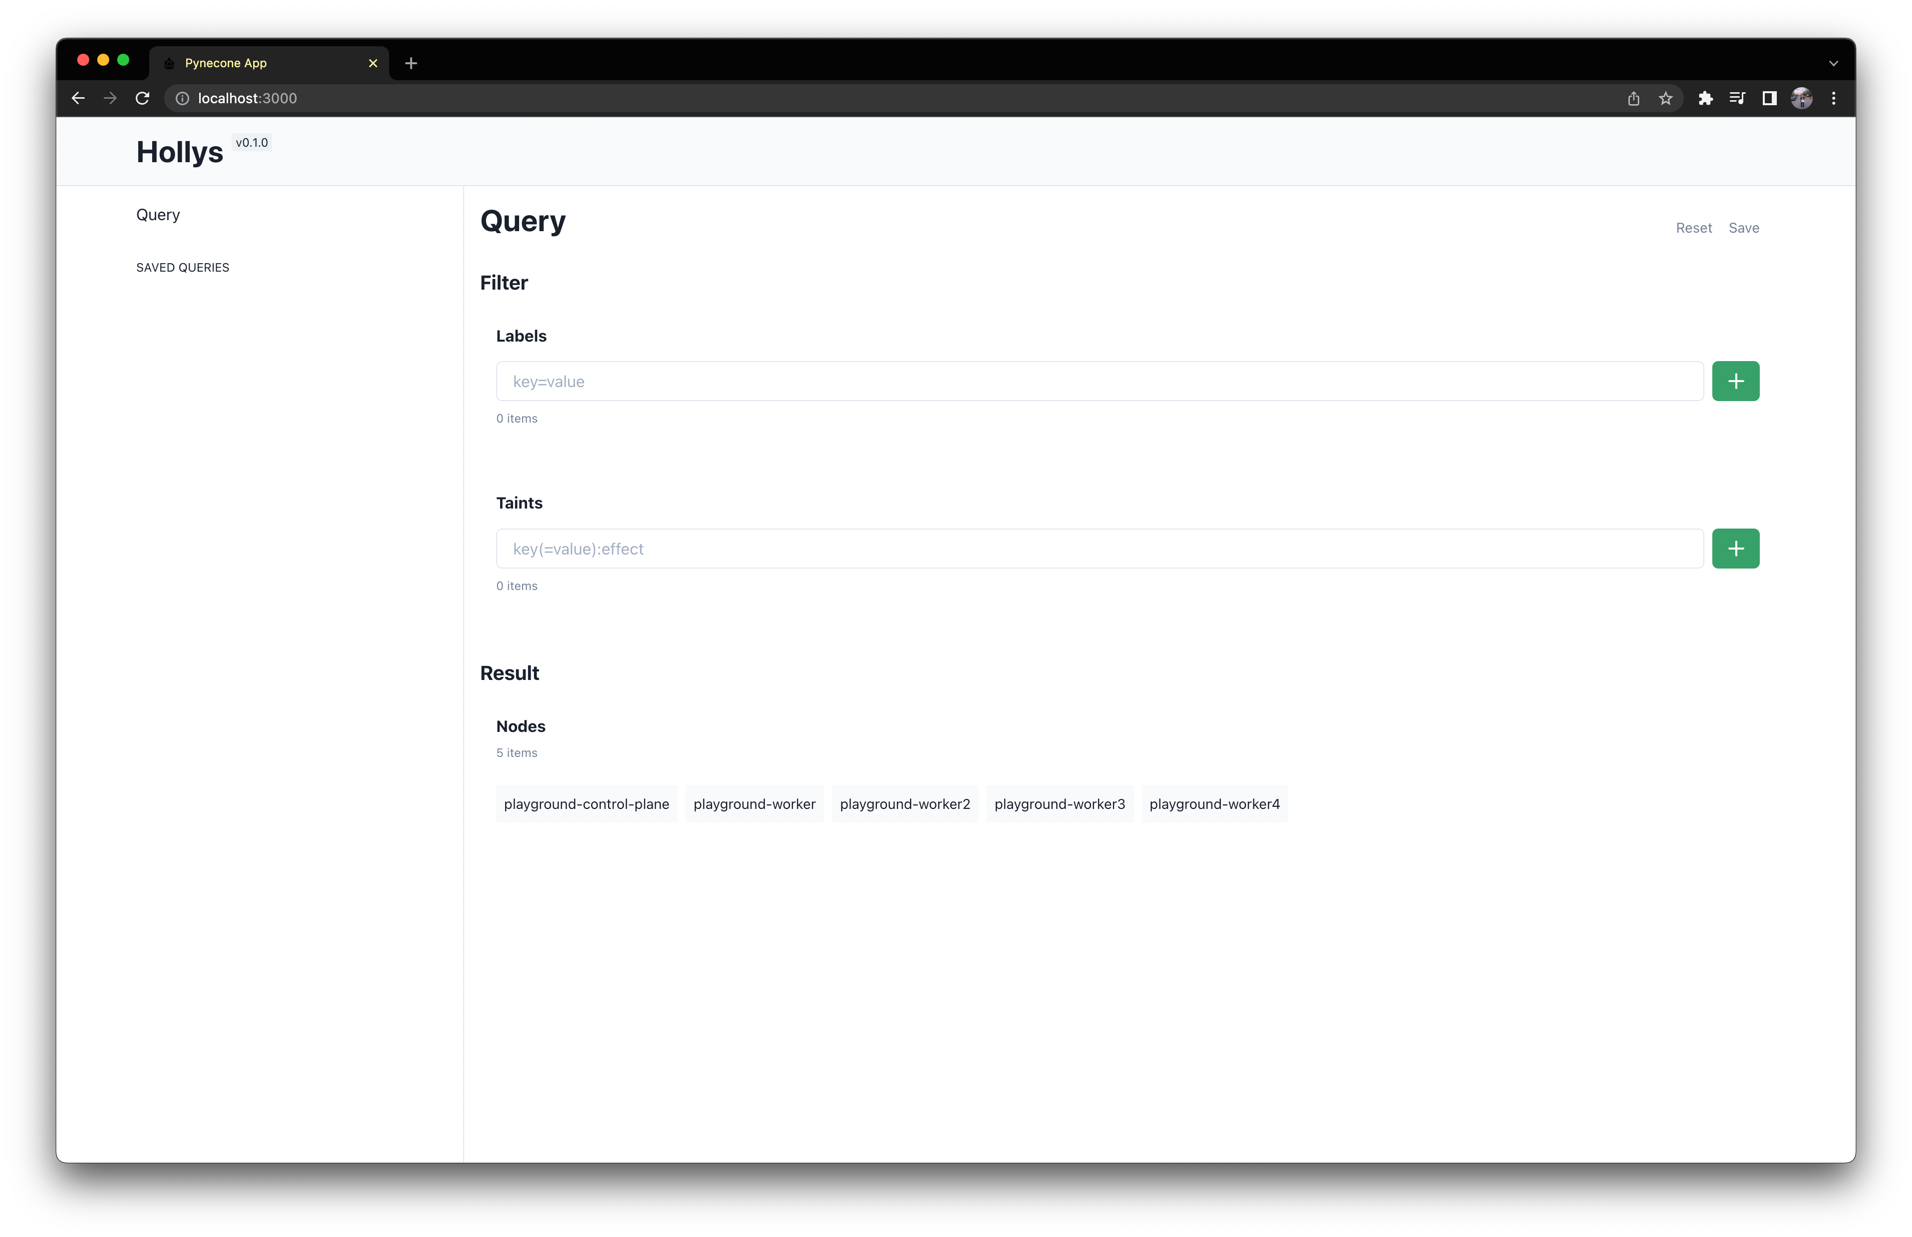 Pynecone App
localhost:3000
Hollys v0.1.0
Query
SAVED QUERIES
Query
Reset Save
Filter
Labels
key=value
0 items
Taints
key(=value):effect
0 items
Result
Nodes
5 items
playground-control-plane playground-worker playground-worker2 playground-worker3 playground-worker4